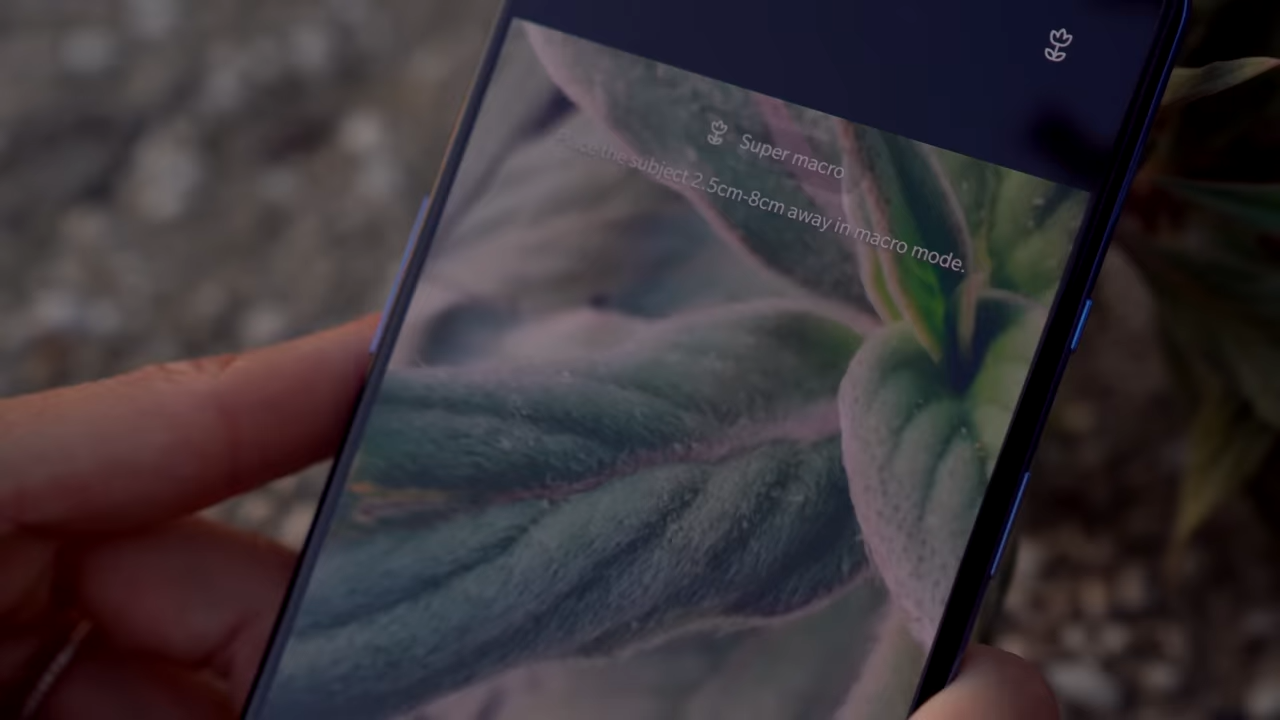 Super macro
the subject 2.5cm-8cm away in macro mode.